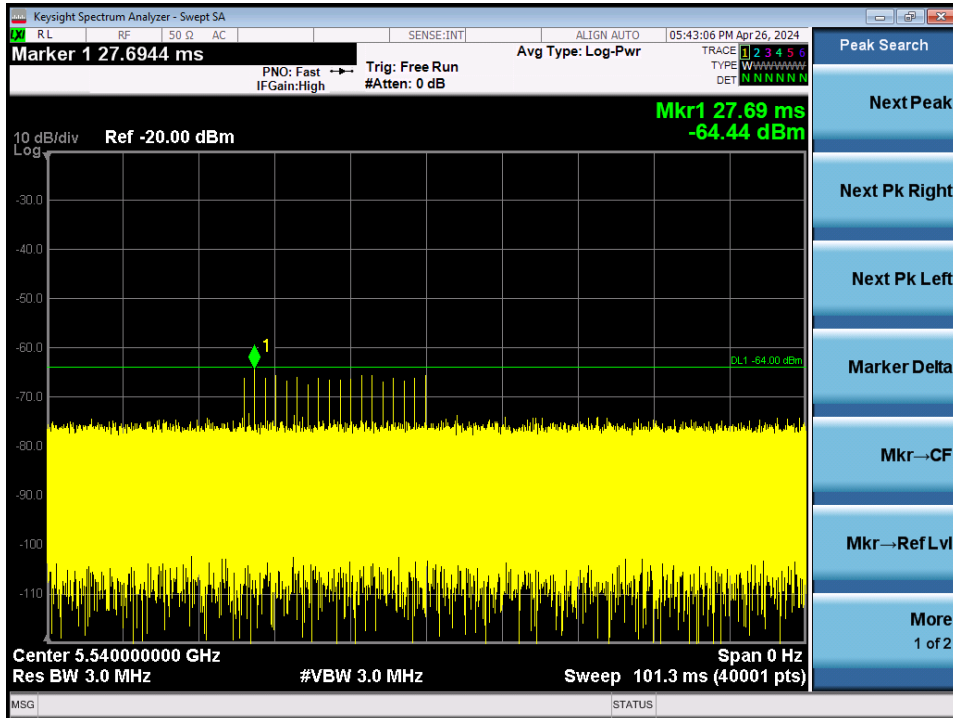 Keysight Spectrum Analyzer - Swept SA
LXI RL RF 50 Ω AC SENSE:INT ALIGN AUTO 05:43:06 PM Apr 26, 2024
Marker 1 27.6944 ms
PNO: Fast
IFGain:High
Trig: Free Run
#Atten: 0 dB
Avg Type: Log-Pwr
TRACE 1 2 3 4 5 6
TYPE WWWWWW
DET N N N N N N
Mkr1 27.69 ms
-64.44 dBm
10 dB/div Ref -20.00 dBm
Log
-30.0
-40.0
-50.0
-60.0
1
DL1 -64.00 dBm
-70.0
-80.0
-90.0
-100
-110
Center 5.540000000 GHz Span 0 Hz
Res BW 3.0 MHz #VBW 3.0 MHz Sweep 101.3 ms (40001 pts)
MSG STATUS
Peak Search
Next Peak
Next Pk Right
Next Pk Left
Marker Delta
Mkr→CF
Mkr→Ref Lvl
More
1 of 2